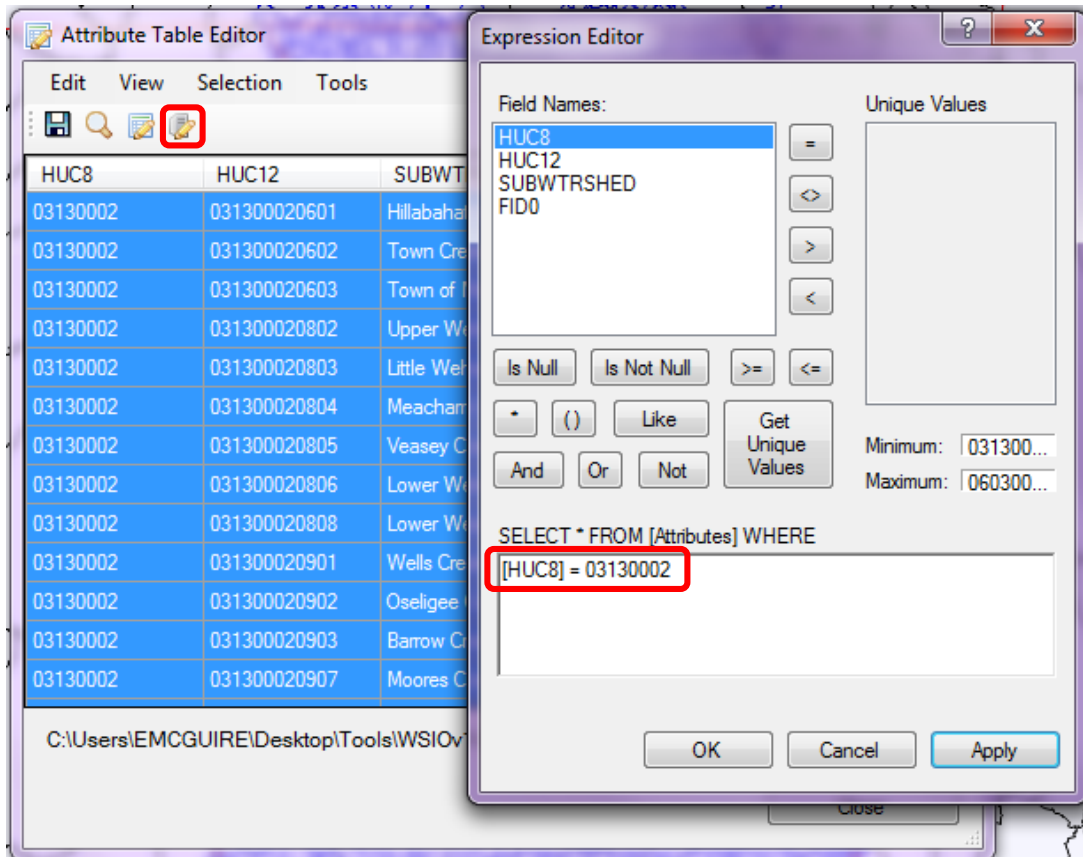 Attribute Table Editor
Edit View Selection Tools
HUC8 HUC12 SUBWT
03130002 031300020601 Hillabaha
03130002 031300020602 Town Cre
03130002 031300020603 Town of
03130002 031300020802 Upper We
03130002 031300020803 Little Weh
03130002 031300020804 Meacham
03130002 031300020805 Veasey C
03130002 031300020806 Lower We
03130002 031300020808 Lower We
03130002 031300020901 Wells Cre
03130002 031300020902 Oseligee
03130002 031300020903 Barrow Cr
03130002 031300020907 Moores C
C:\Users\EMCGUIRE\Desktop\Tools\WSIOv
Close
Expression Editor
? X
Field Names:
HUC8
HUC12
SUBWTRSHED
FID0
=
<>
>
<
Unique Values
Is Null Is Not Null >= <=
* () Like
And Or Not
Get
Unique
Values
Minimum: 031300...
Maximum: 060300...
SELECT * FROM [Attributes] WHERE
[HUC8] = 03130002
OK Cancel Apply